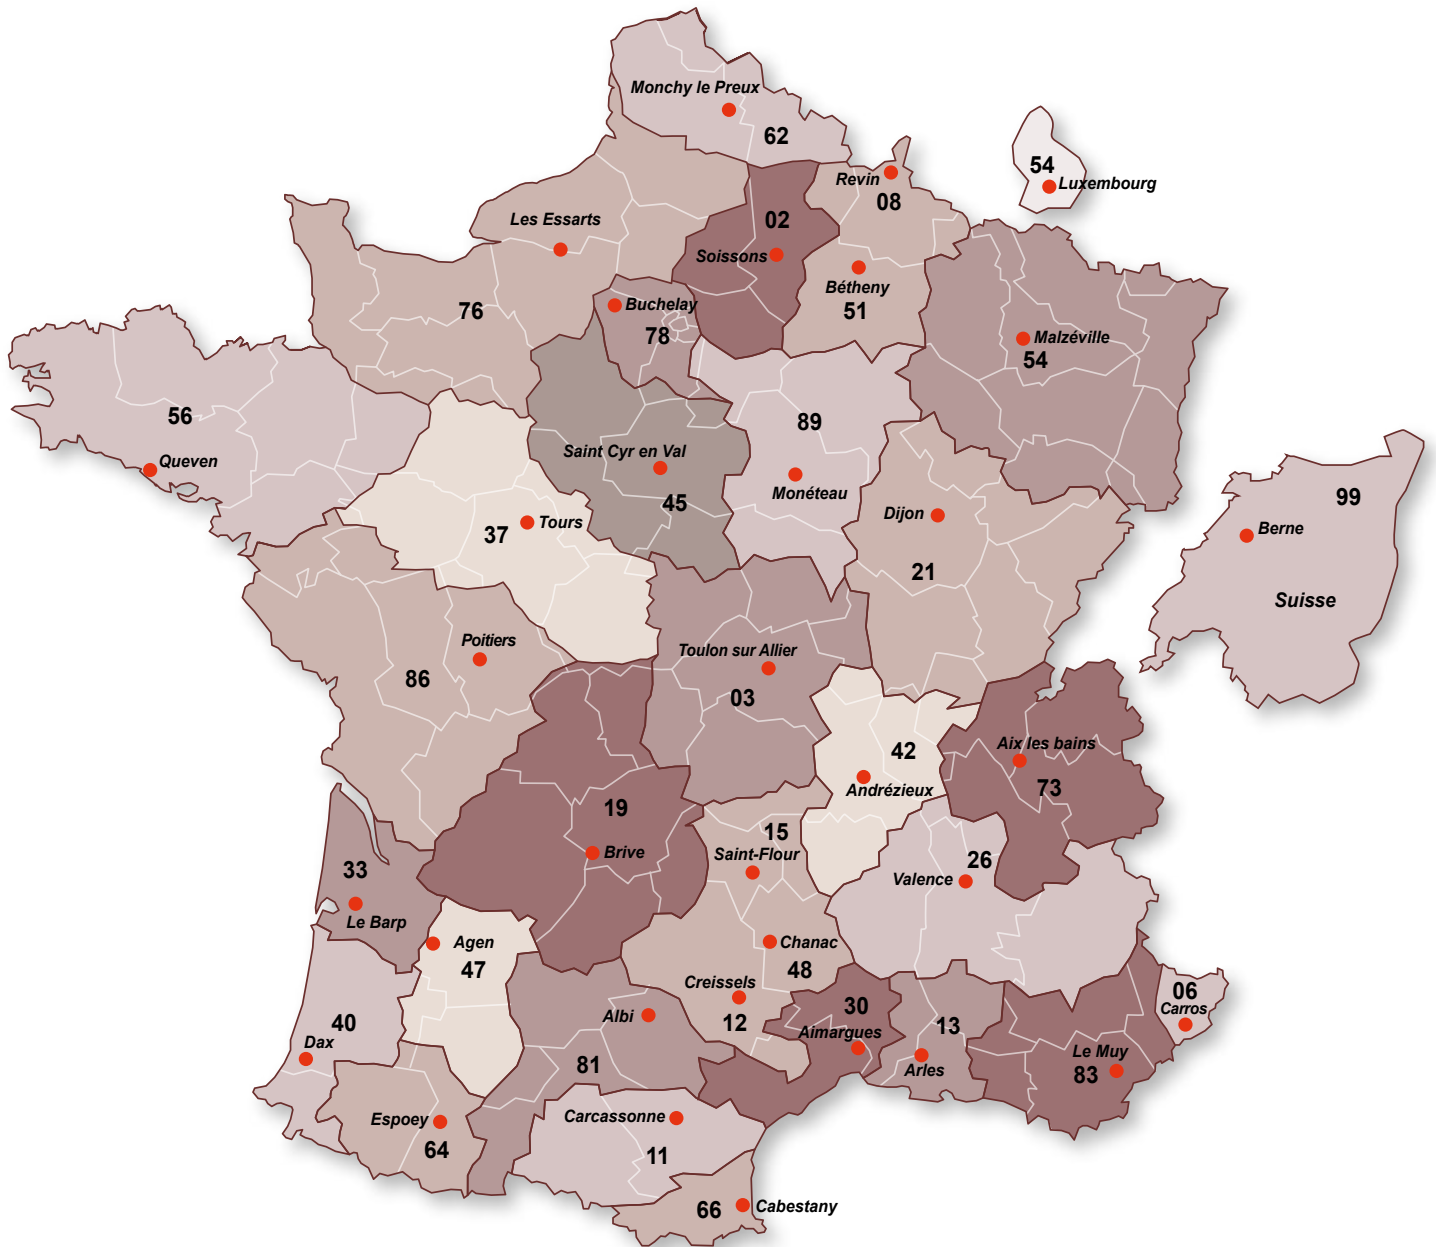 Monchy le Preux
62
54
Luxembourg
Revin
08
02
Les Essarts
Soissons
Bétheny
51
76
Buchelay
78
Malzéville
54
56
Queven
89
Saint Cyr en Val
45
Monéteau
99
Berne
Suisse
37
Tours
Dijon
21
Poitiers
86
Toulon sur Allier
03
42
Andrézieux
Aix les bains
73
19
Brive
15
Saint-Flour
26
Valence
33
Le Barp
Agen
47
Chanac
48
Creissels
12
30
Aimargues
13
Arles
06
Carros
Le Muy
83
40
Dax
Albi
81
Espoey
64
Carcassonne
11
66
Cabestany